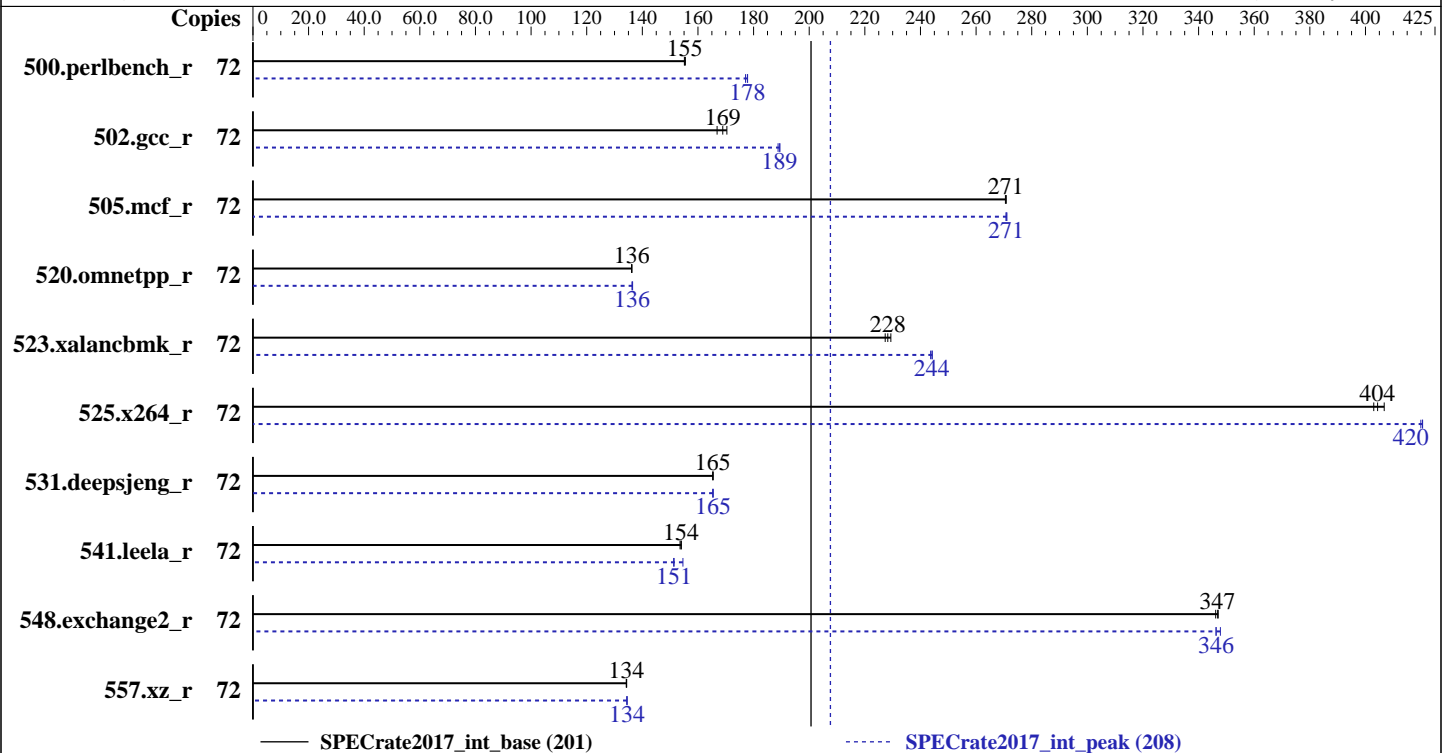 Copies 0 20.0 40.0 60.0 80.0 100 120 140 160 180 200 220 240 260 280 300 320 340 360 380 400 425
500.perlbench_r 72 155
178
502.gcc_r 72 169
189
505.mcf_r 72 271
271
520.omnetpp_r 72 136
136
523.xalancbmk_r 72 228
244
525.x264_r 72 404
420
531.deepsjeng_r 72 165
165
541.leela_r 72 154
151
548.exchange2_r 72 347
346
557.xz_r 72 134
134
SPECrate2017_int_base (201) SPECrate2017_int_peak (208)